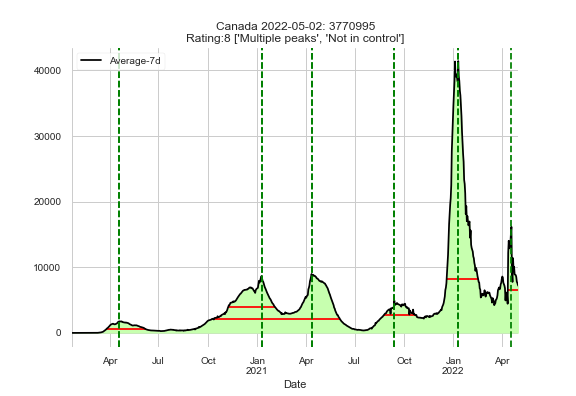 Canada 2022-05-02: 3770995
Rating:8 ['Multiple peaks', 'Not in control']
Average-7d
40000
30000
20000
10000
0
Apr Jul Oct Jan Apr Jul Oct Jan Apr
2021 2022
Date